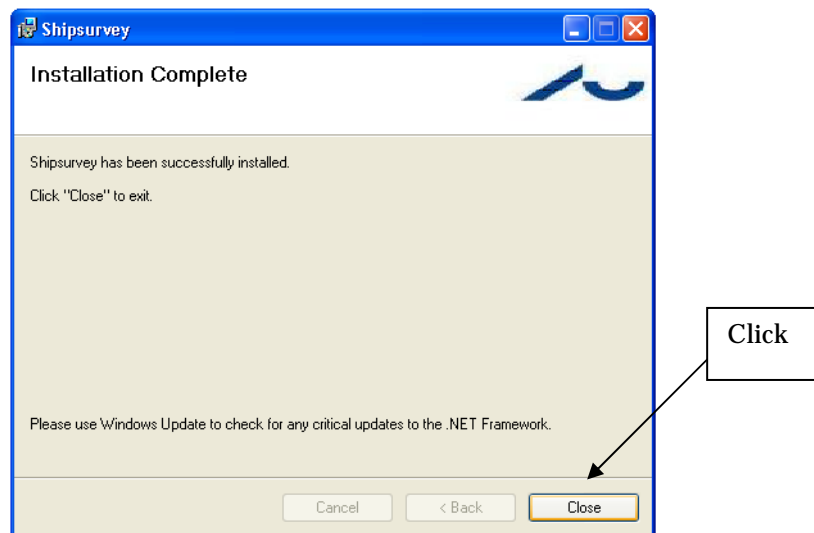 Shipsurvey
Installation Complete
Shipsurvey has been successfully installed.
Click "Close" to exit.
Click
Please use Windows Update to check for any critical updates to the .NET Framework.
Cancel
< Back
Close